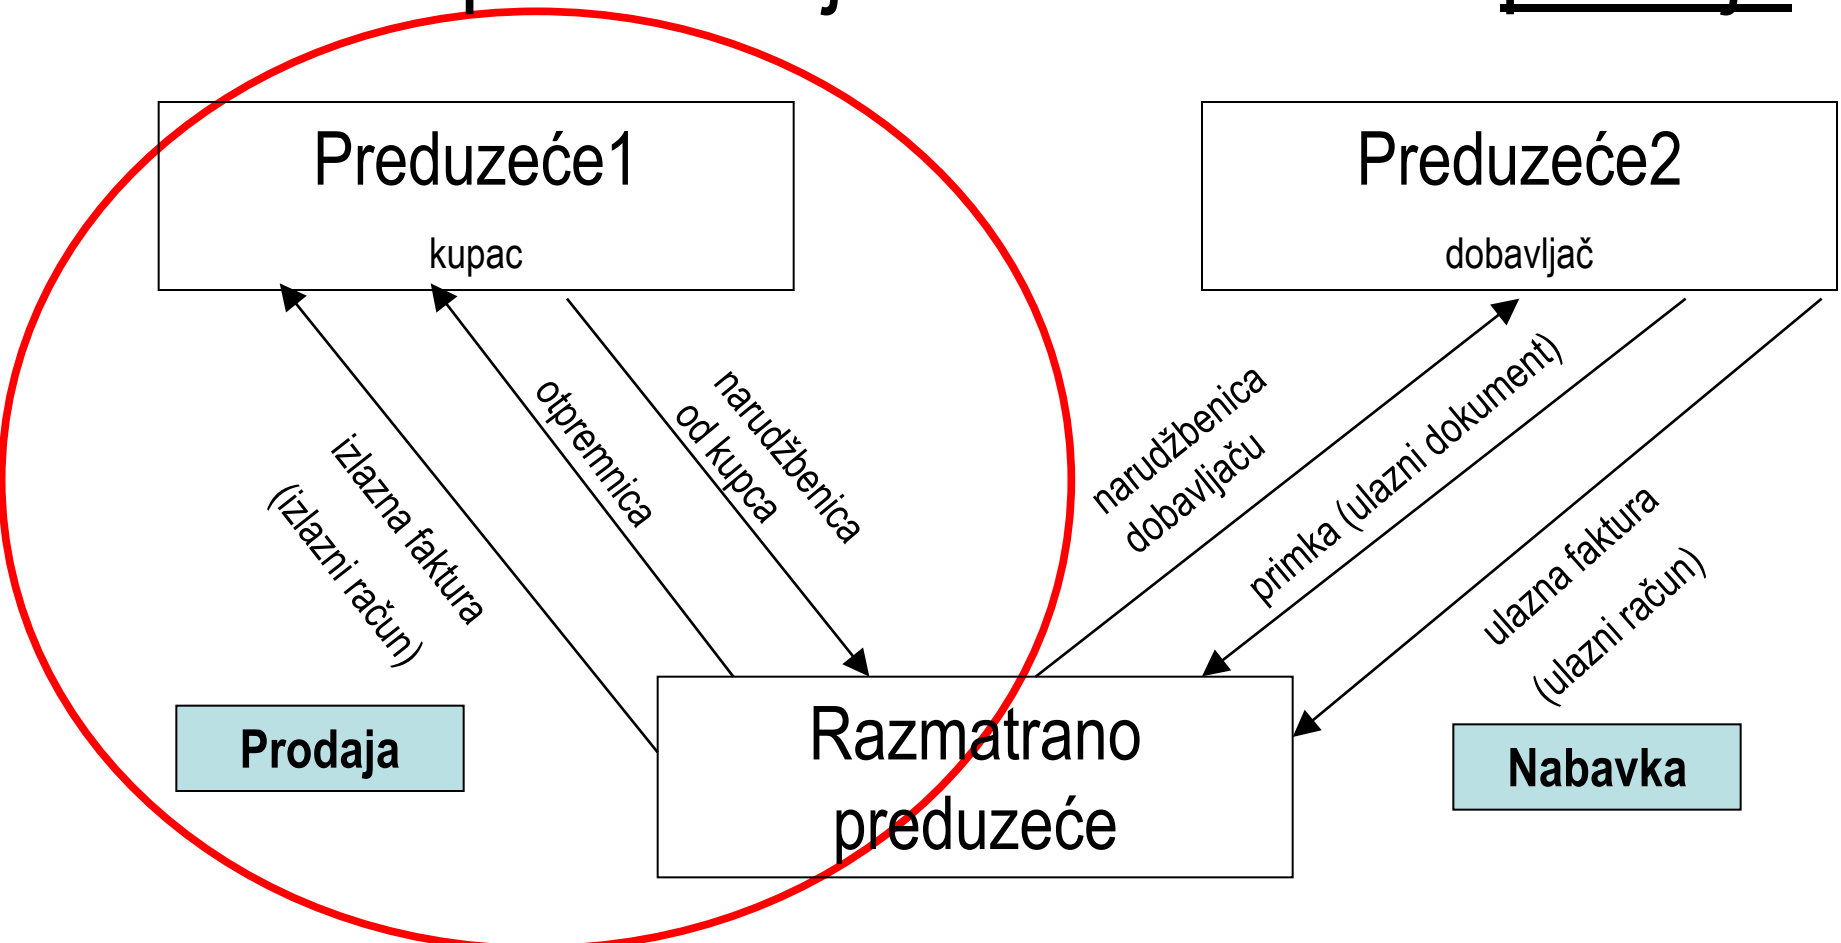 Preduzeće1
kupac
Preduzeće2
dobavljač
izlazna faktura
(izlazni račun)
otpremnica
narudžbenica
od kupca
narudžbenica
dobavljaču
primka (ulazni dokument)
ulazna faktura
(ulazni račun)
Prodaja
Razmatrano
preduzeće
Nabavka